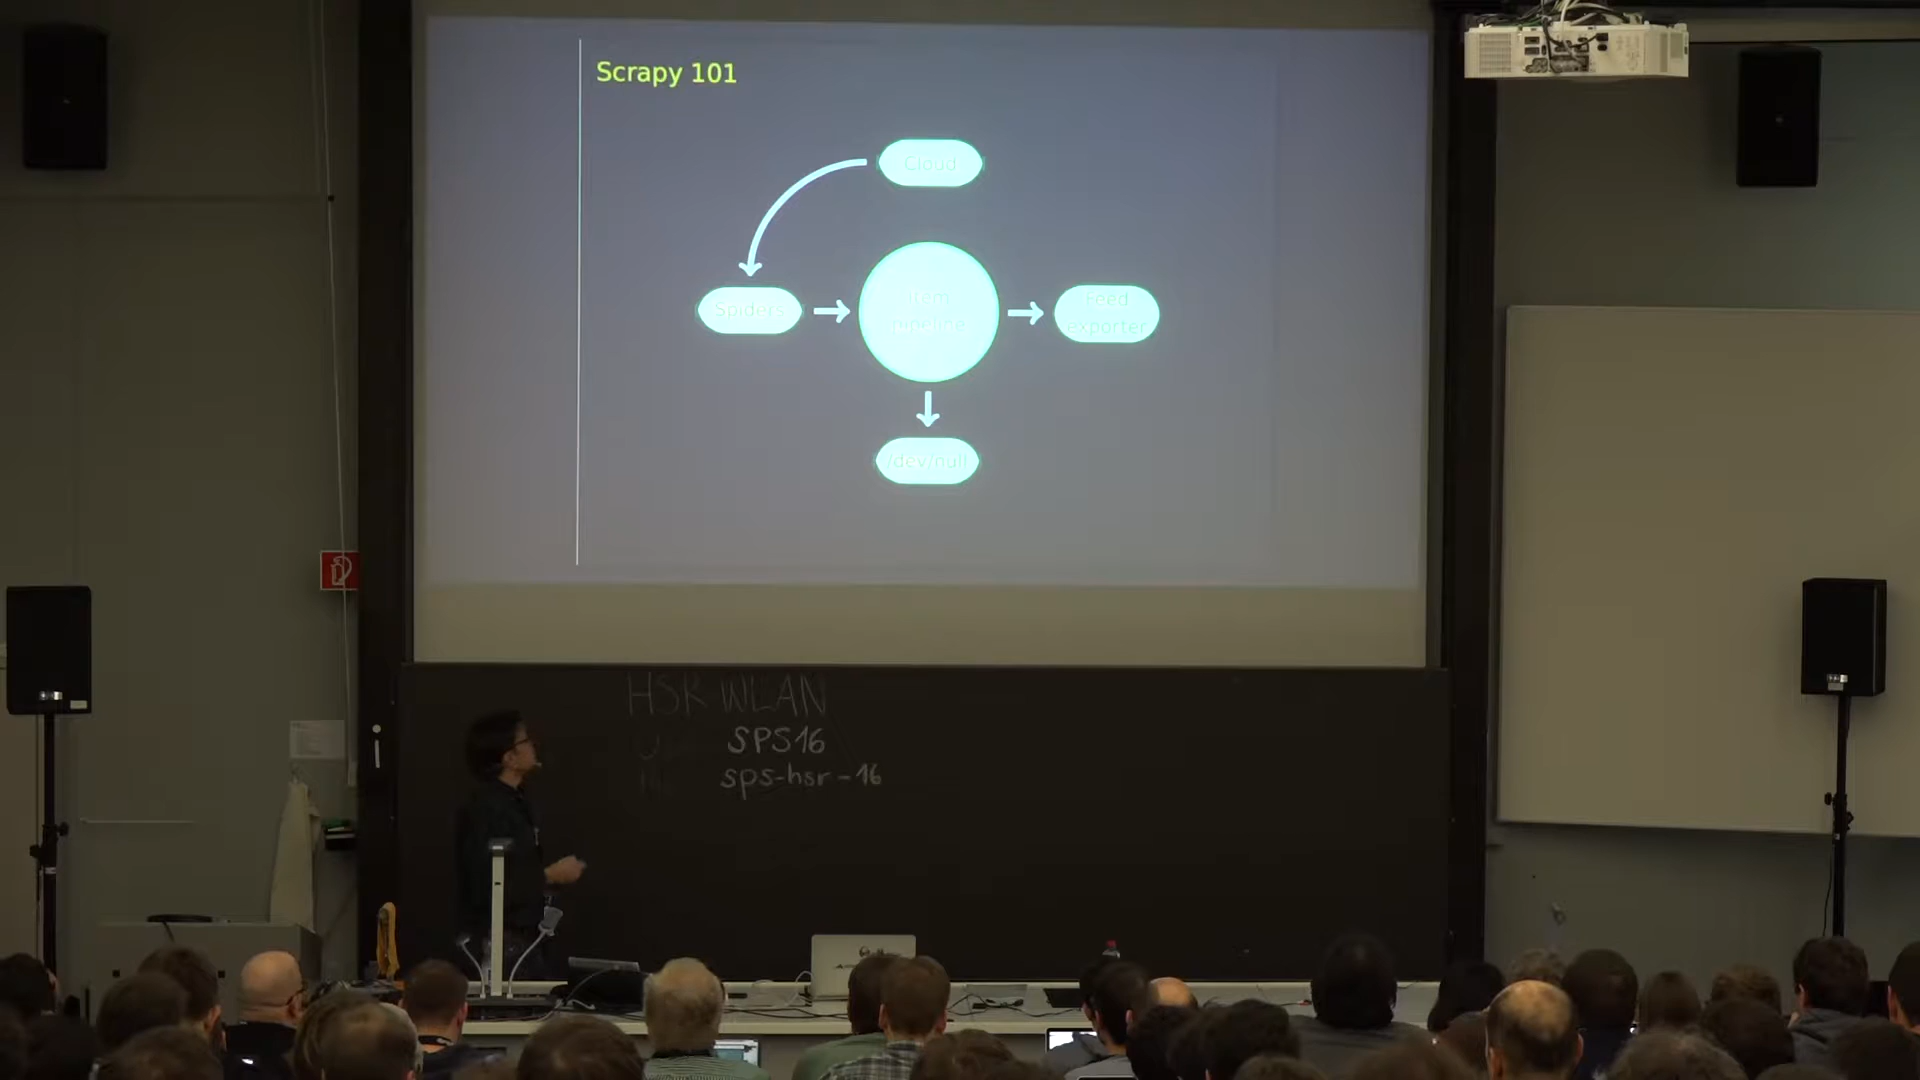 Scrapy 101
Cloud
Spiders
Item
pipeline
Feed
exporter
/dev/null
HSR WLAN
SPS16
sps-hsr-16